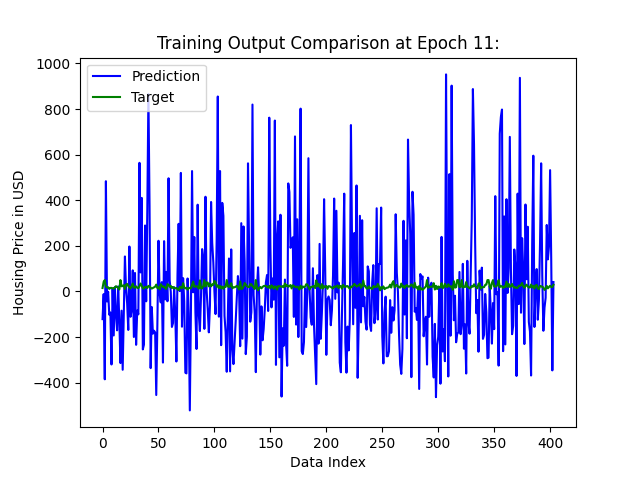 Training Output Comparison at Epoch 11:
Prediction
Target
Housing Price in USD
1000
800
600
400
200
0
−200
−400
0 50 100 150 200 250 300 350 400
Data Index